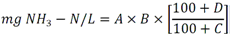 mg NH₃ − N/L = A × B × [(100 + D)/(100 + C)]